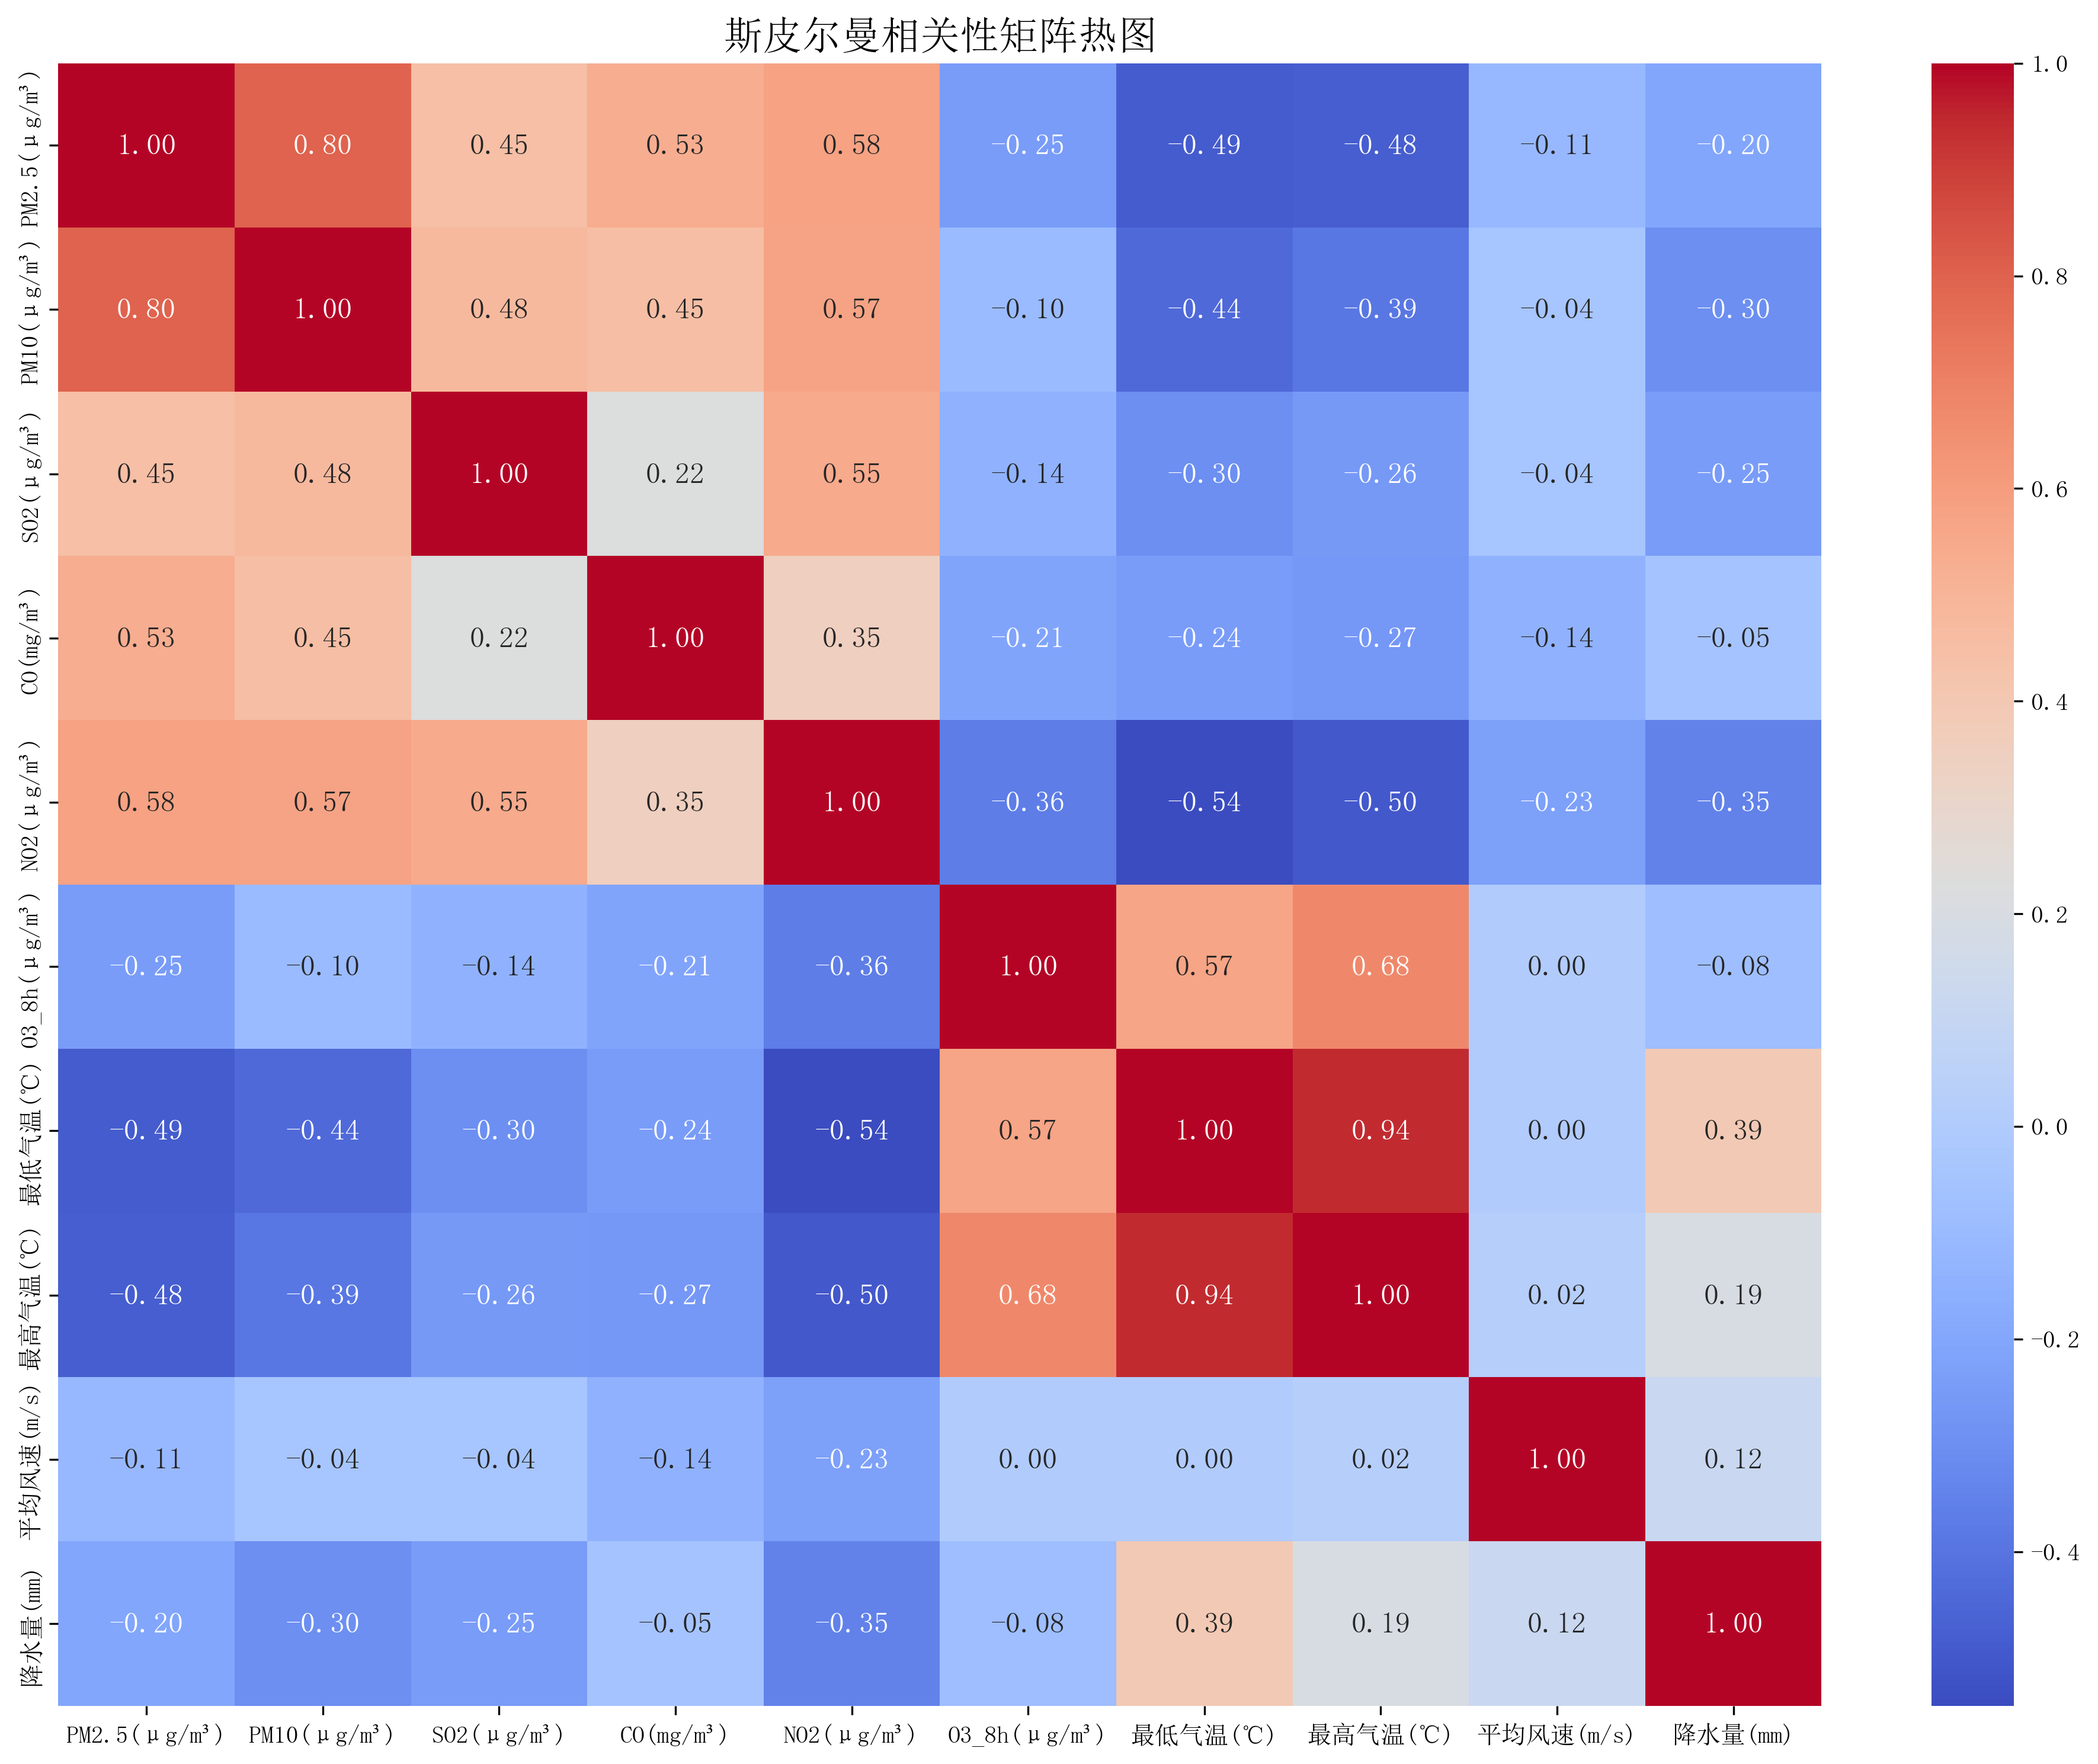 斯皮尔曼相关性矩阵热图
PM2.5(μg/m³) 1.00 0.80 0.45 0.53 0.58 −0.25 −0.49 −0.48 −0.11 −0.20
PM10(μg/m³) 0.80 1.00 0.48 0.45 0.57 −0.10 −0.44 −0.39 −0.04 −0.30
SO2(μg/m³) 0.45 0.48 1.00 0.22 0.55 −0.14 −0.30 −0.26 −0.04 −0.25
CO(mg/m³) 0.53 0.45 0.22 1.00 0.35 −0.21 −0.24 −0.27 −0.14 −0.05
NO2(μg/m³) 0.58 0.57 0.55 0.35 1.00 −0.36 −0.54 −0.50 −0.23 −0.35
O3_8h(μg/m³) −0.25 −0.10 −0.14 −0.21 −0.36 1.00 0.57 0.68 0.00 −0.08
最低气温(℃) −0.49 −0.44 −0.30 −0.24 −0.54 0.57 1.00 0.94 0.00 0.39
最高气温(℃) −0.48 −0.39 −0.26 −0.27 −0.50 0.68 0.94 1.00 0.02 0.19
平均风速(m/s) −0.11 −0.04 −0.04 −0.14 −0.23 0.00 0.00 0.02 1.00 0.12
降水量(mm) −0.20 −0.30 −0.25 −0.05 −0.35 −0.08 0.39 0.19 0.12 1.00
PM2.5(μg/m³) PM10(μg/m³) SO2(μg/m³) CO(mg/m³) NO2(μg/m³) O3_8h(μg/m³) 最低气温(℃) 最高气温(℃) 平均风速(m/s) 降水量(mm)
1.0
0.8
0.6
0.4
0.2
0.0
−0.2
−0.4